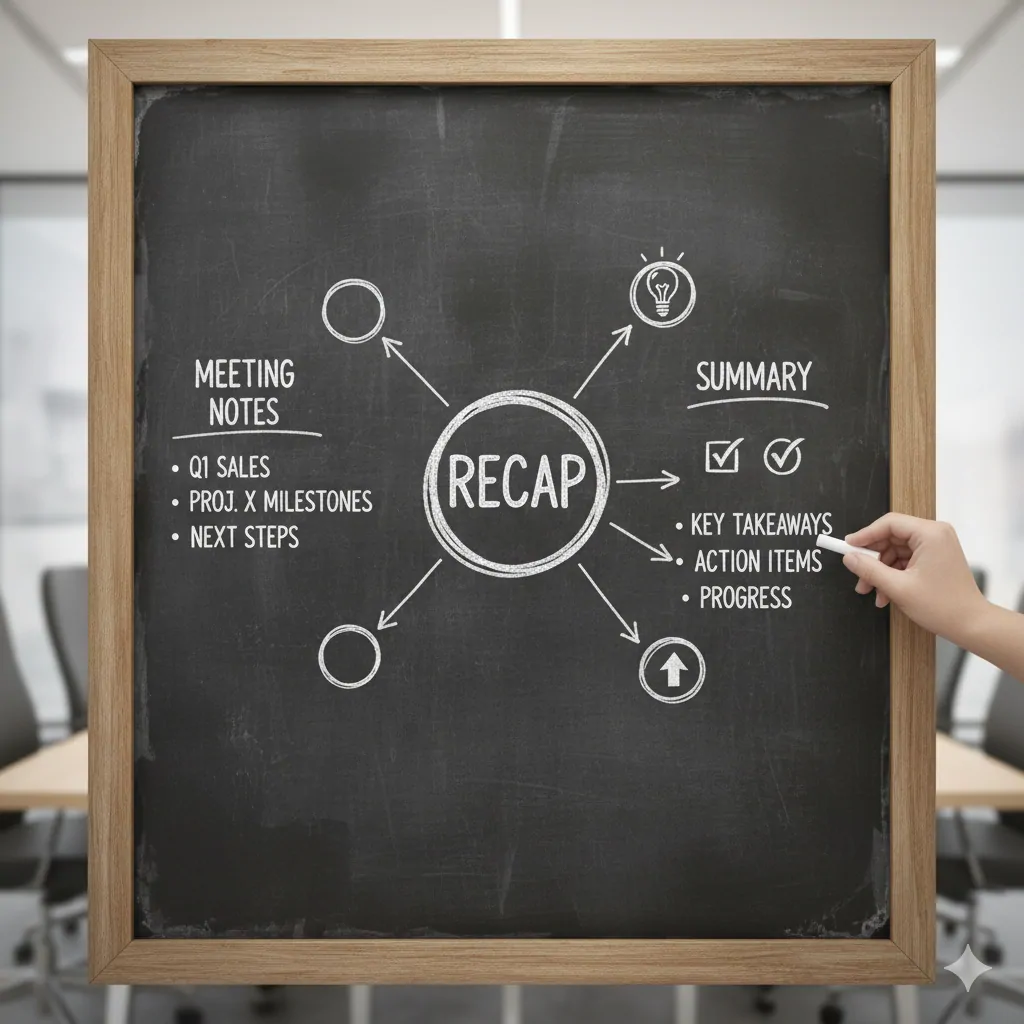 MEETING
NOTES
• Q1 SALES
• PROJ. X MILESTONES
• NEXT STEPS
RECAP
SUMMARY
• KEY TAKEAWAYS
• ACTION ITEMS
• PROGRESS